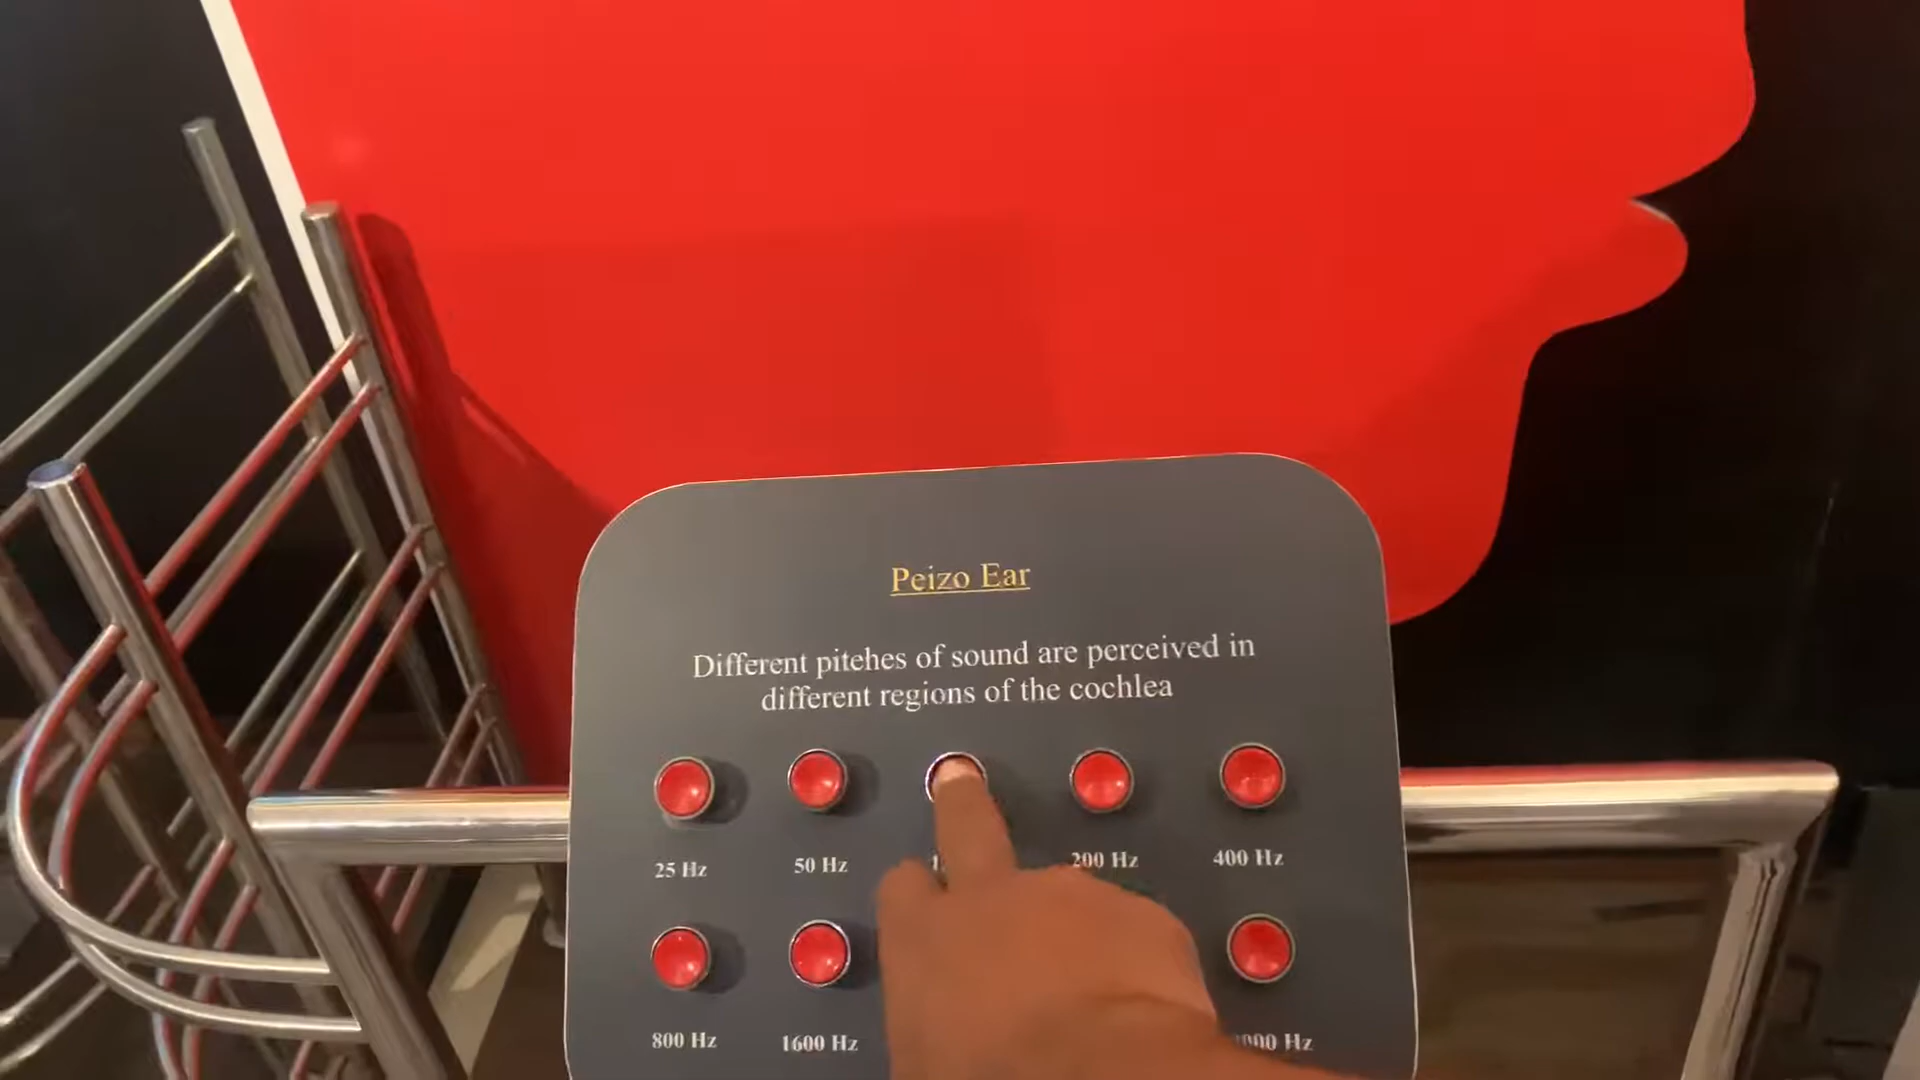 Peizo Ear
Different pitches of sound are perceived in
different regions of the cochlea
25 Hz
50 Hz
200 Hz
400 Hz
800 Hz
1600 Hz
Hz